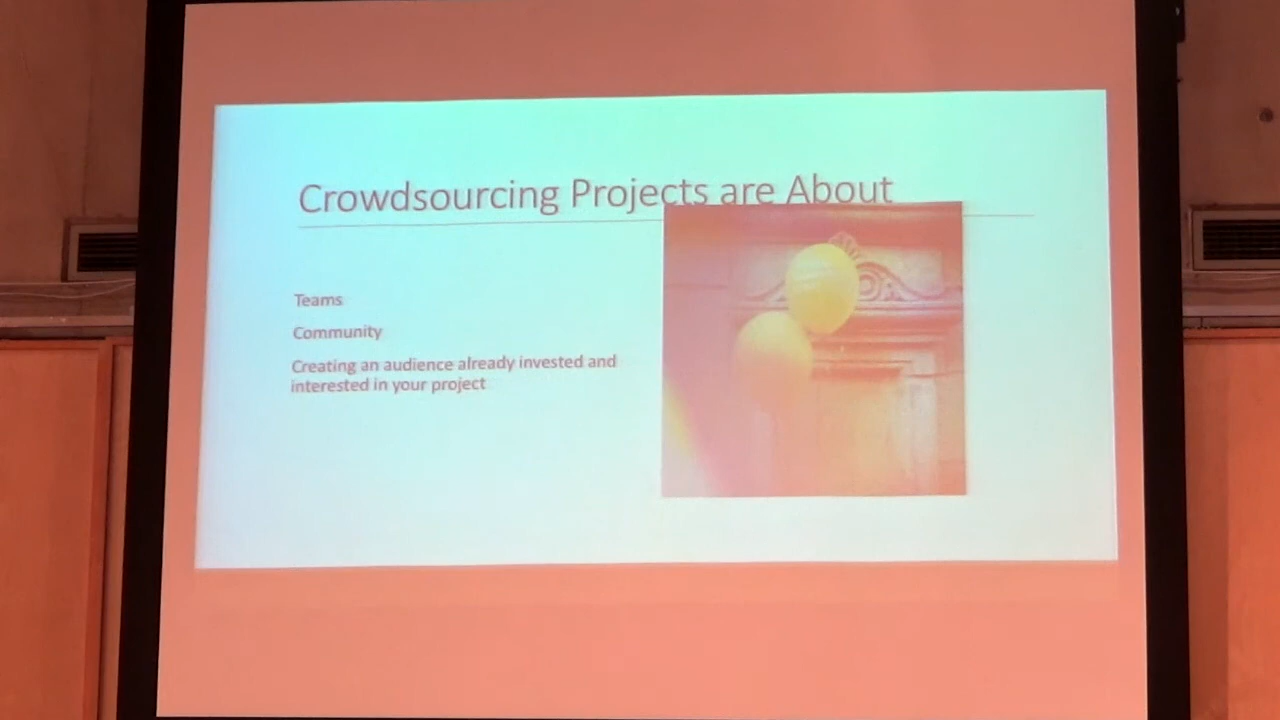 Crowdsourcing Projects are About
Teams
Community
Creating an audience already invested and
interested in your project